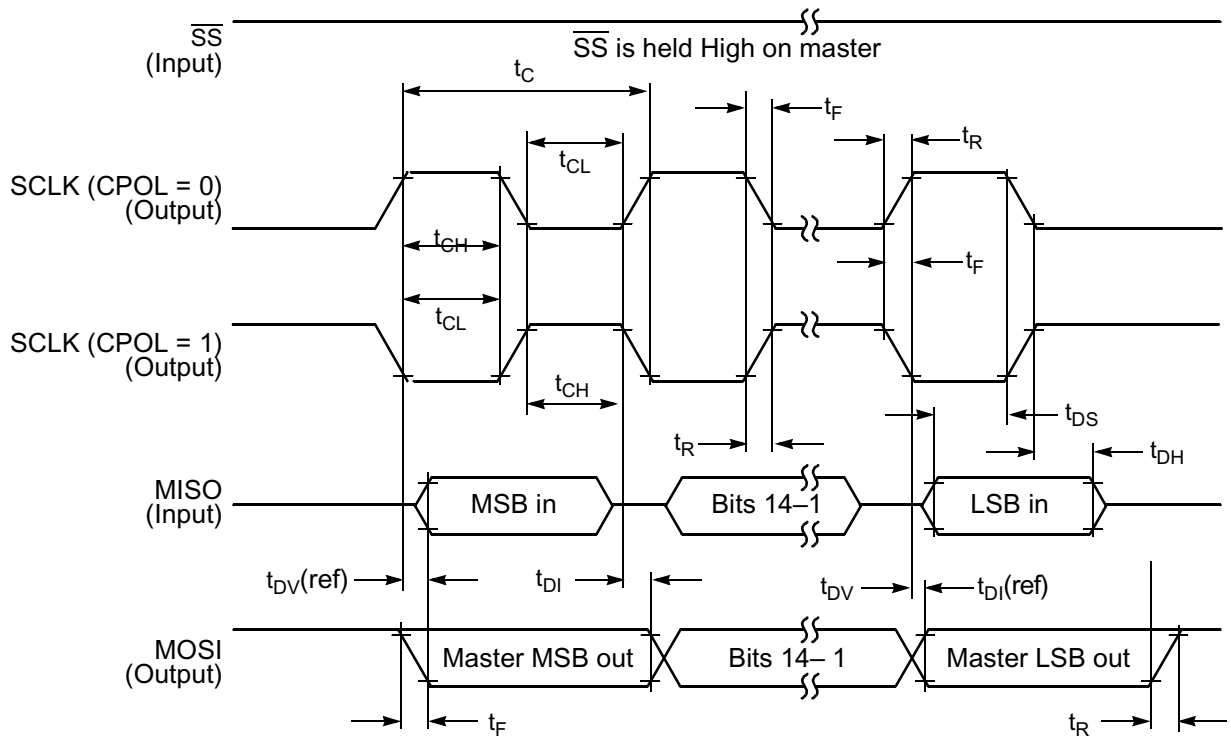 SS
(Input)
SS is held High on master
tC
tF
tR
tCL
SCLK (CPOL = 0)
(Output)
tCH
tF
tCL
SCLK (CPOL = 1)
(Output)
tCH
tDS
tR
tDH
MISO
(Input)
MSB in
Bits 14–1
LSB in
tDV(ref)
tDI
tDV
tDI(ref)
MOSI
(Output)
Master MSB out
Bits 14– 1
Master LSB out
tF
tR